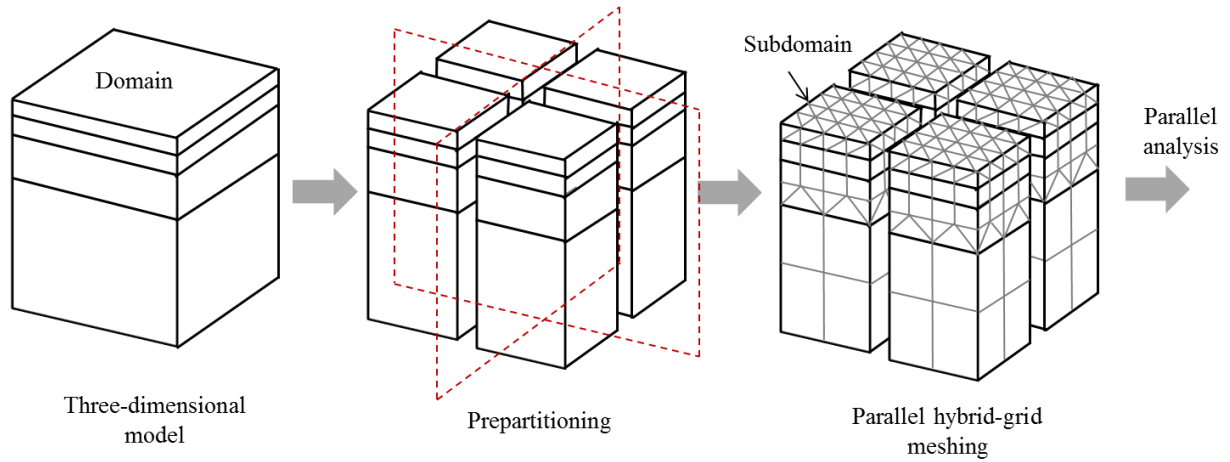 Domain
Subdomain
Parallel
analysis
Three-dimensional
model
Prepartitioning
Parallel hybrid-grid
meshing